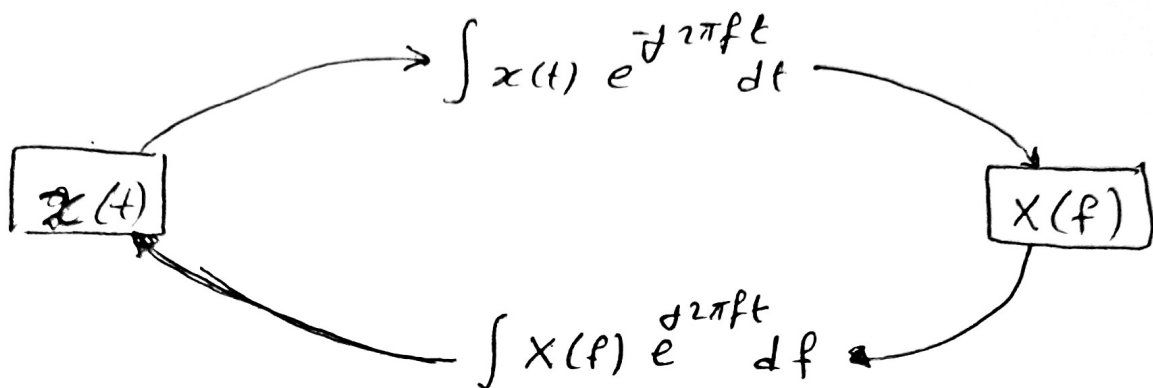 ∫ x(t) e^{-j2πft} dt
x(t)
X(f)
∫ X(f) e^{j2πft} df